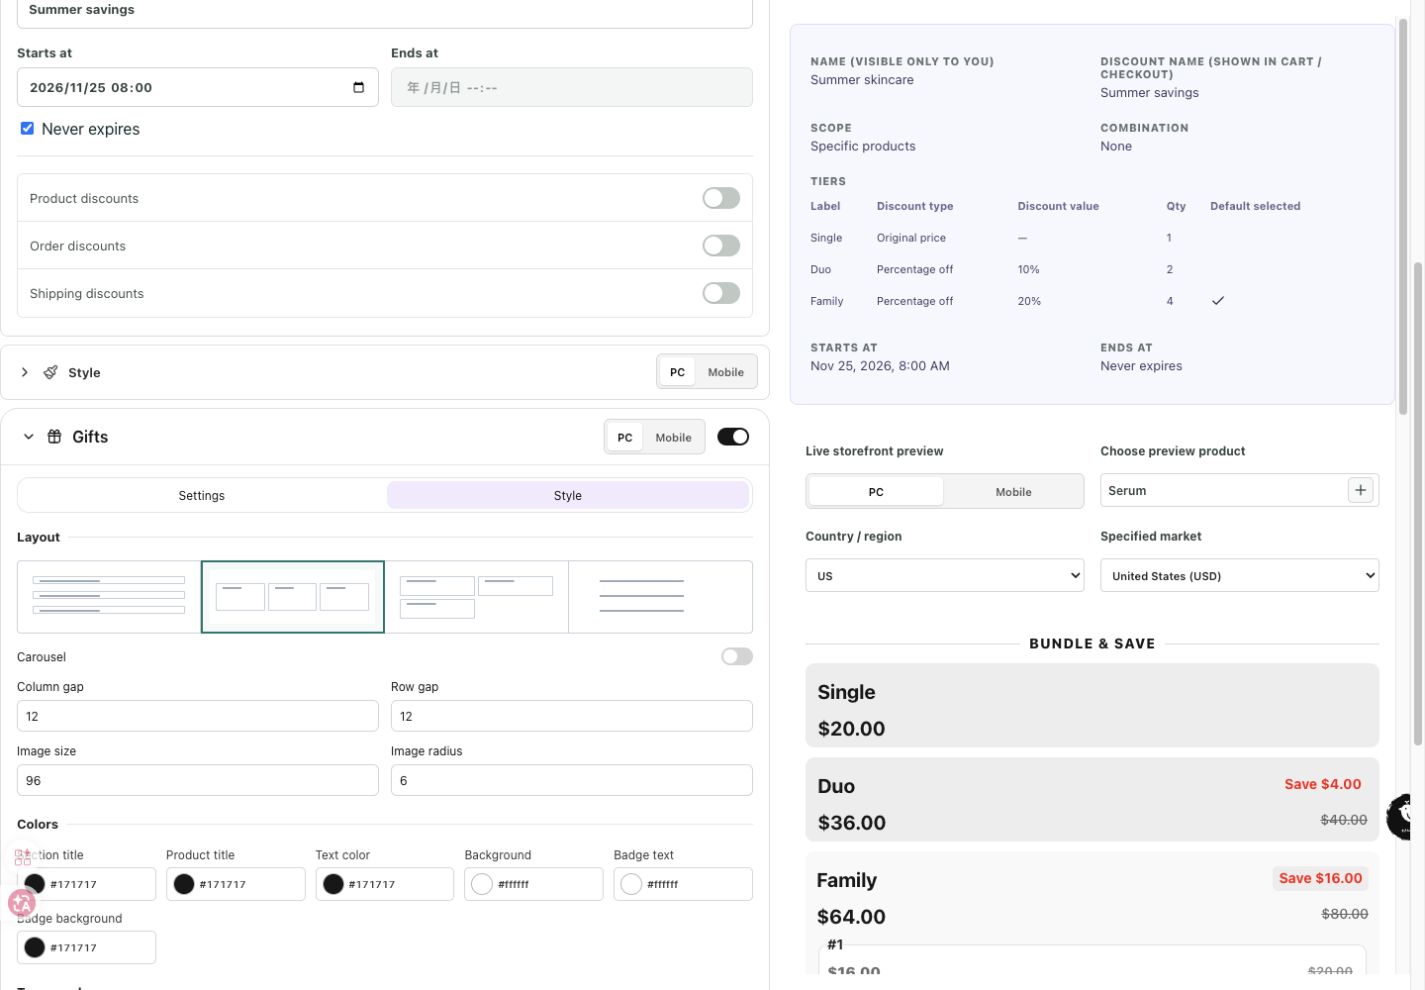 Summer savings
Starts at
Ends at
2026/11/25 08:00
年 /月/日 --:--
Never expires
Product discounts
Order discounts
Shipping discounts
Style
PC
Mobile
Gifts
PC
Mobile
Settings
Style
Layout
Carousel
Column gap
Row gap
12
12
Image size
Image radius
96
6
Colors
ction title
Product title
Text color
Background
Badge text
#171717
#171717
#171717
#ffffff
#ffffff
Badge background
#171717
NAME (VISIBLE ONLY TO YOU)
Summer skincare
DISCOUNT NAME (SHOWN IN CART / CHECKOUT)
Summer savings
SCOPE
Specific products
COMBINATION
None
TIERS
Label Discount type Discount value Qty Default selected
Single Original price — 1
Duo Percentage off 10% 2
Family Percentage off 20% 4
STARTS AT
Nov 25, 2026, 8:00 AM
ENDS AT
Never expires
Live storefront preview
PC
Mobile
Choose preview product
Serum
Country / region
US
Specified market
United States (USD)
BUNDLE & SAVE
Single
$20.00
Duo
Save $4.00
$36.00
$40.00
Family
Save $16.00
$64.00
$80.00
#1
$16.00
$20.00